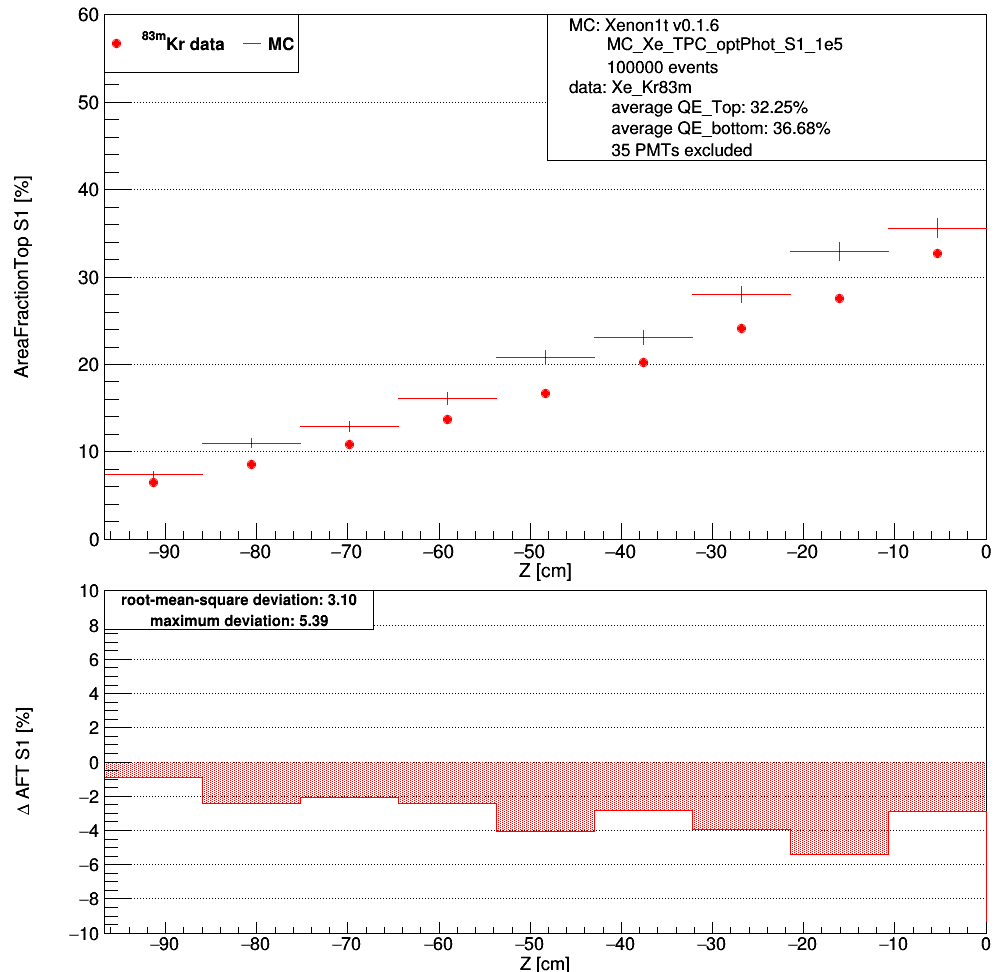 60
50
40
30
20
10
0
AreaFractionTop S1 [%]
83mKr data
MC
MC: Xenon1t v0.1.6
MC_Xe_TPC_optPhot_S1_1e5
100000 events
data: Xe_Kr83m
average QE_Top: 32.25%
average QE_bottom: 36.68%
35 PMTs excluded
−90 −80 −70 −60 −50 −40 −30 −20 −10 0
Z [cm]
10
8
6
4
2
0
−2
−4
−6
−8
−10
Δ AFT S1 [%]
root-mean-square deviation: 3.10
maximum deviation: 5.39
−90 −80 −70 −60 −50 −40 −30 −20 −10 0
Z [cm]